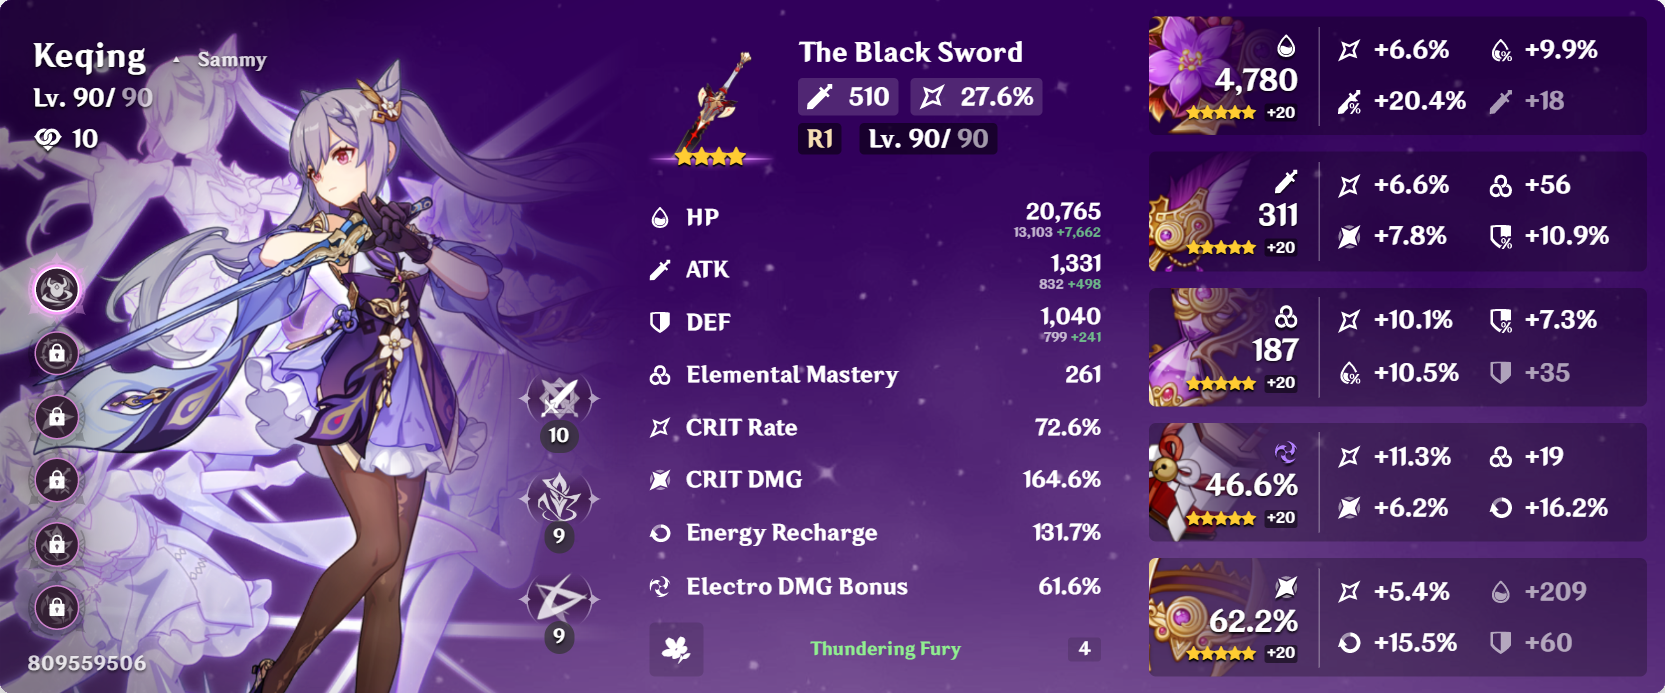 Keqing • Sammy
Lv. 90/ 90
10
10
9
9
809559506
The Black Sword
510 27.6%
R1 Lv. 90/ 90
HP 20,765
13,103 +7,662
ATK 1,331
832 +498
DEF 1,040
799 +241
Elemental Mastery 261
CRIT Rate 72.6%
CRIT DMG 164.6%
Energy Recharge 131.7%
Electro DMG Bonus 61.6%
Thundering Fury 4
4,780
+20
+6.6% +9.9%
+20.4% +18
311
+20
+6.6% +56
+7.8% +10.9%
187
+20
+10.1% +7.3%
+10.5% +35
46.6%
+20
+11.3% +19
+6.2% +16.2%
62.2%
+20
+5.4% +209
+15.5% +60